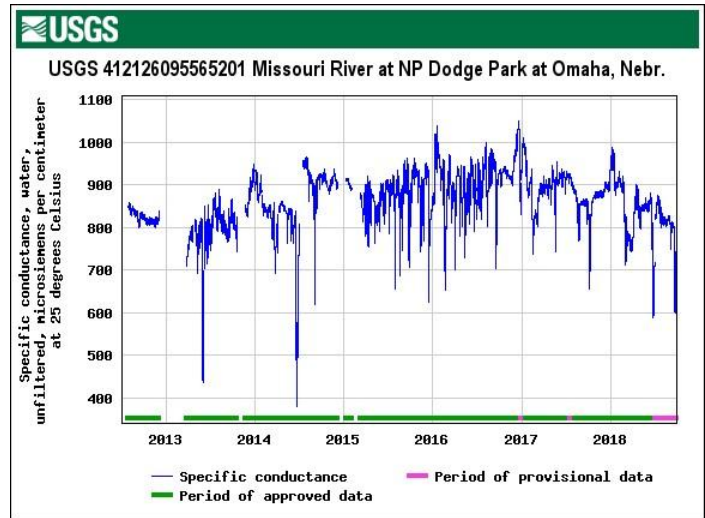 USGS
USGS 412126095565201 Missouri River at NP Dodge Park at Omaha, Nebr.
Specific conductance, water,
unfiltered, microsiemens per centimeter
at 25 degrees Celsius
1100
1000
900
800
700
600
500
400
2013 2014 2015 2016 2017 2018
Specific conductance Period of provisional data
Period of approved data